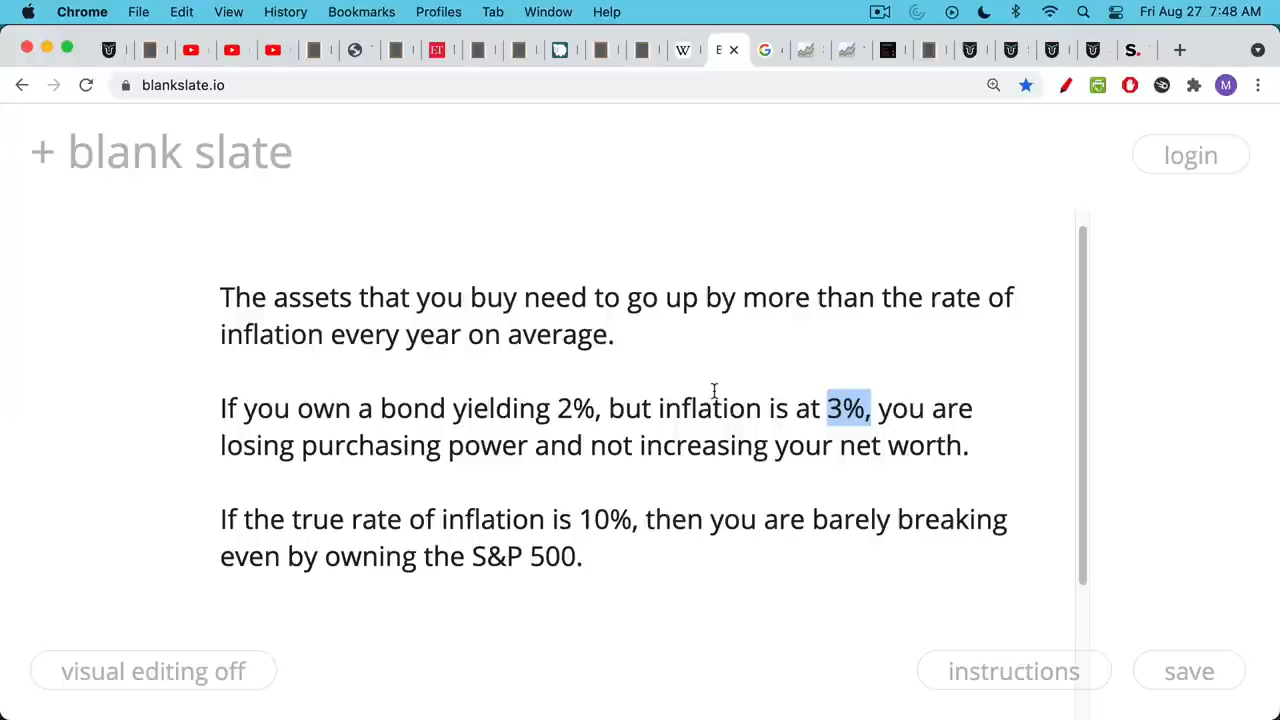 Chrome File Edit View History Bookmarks Profiles Tab Window Help Fri Aug 27 7:48 AM
blankslate.io
+ blank slate
login
The assets that you buy need to go up by more than the rate of
inflation every year on average.
If you own a bond yielding 2%, but inflation is at 3%, you are
losing purchasing power and not increasing your net worth.
If the true rate of inflation is 10%, then you are barely breaking
even by owning the S&P 500.
visual editing off
instructions
save